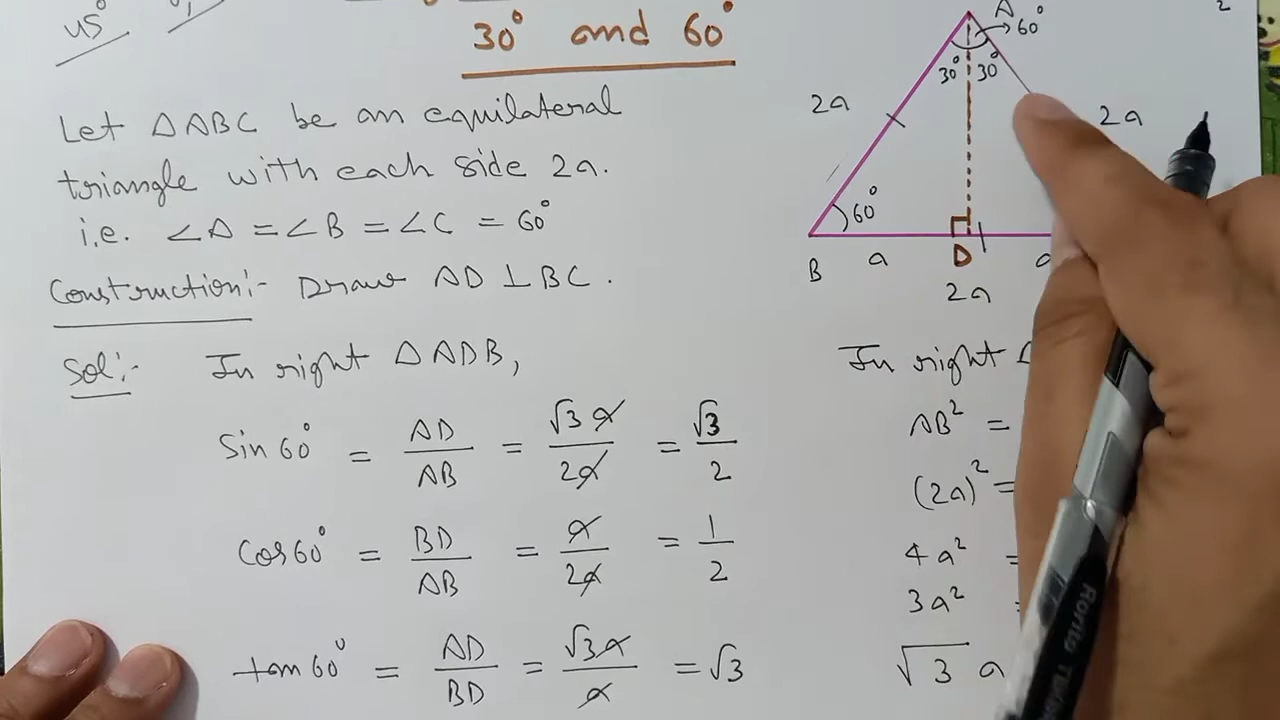 45°
30° and 60°
Let △ABC be an equilateral
triangle with each side 2a.
i.e. ∠A = ∠B = ∠C = 60°
Construction:- Draw AD ⊥ BC.
Sol:- In right △ADB,
Sin 60° = AD/AB = √3a/2a = √3/2
Cos 60° = BD/AB = a/2a = 1/2
tan 60° = AD/BD = √3a/a = √3
2
A
60°
30° 30°
2a 2a
60°
B a D a
2a
In right
AB² =
(2a)² =
4a² =
3a²
√3 a
Rorito